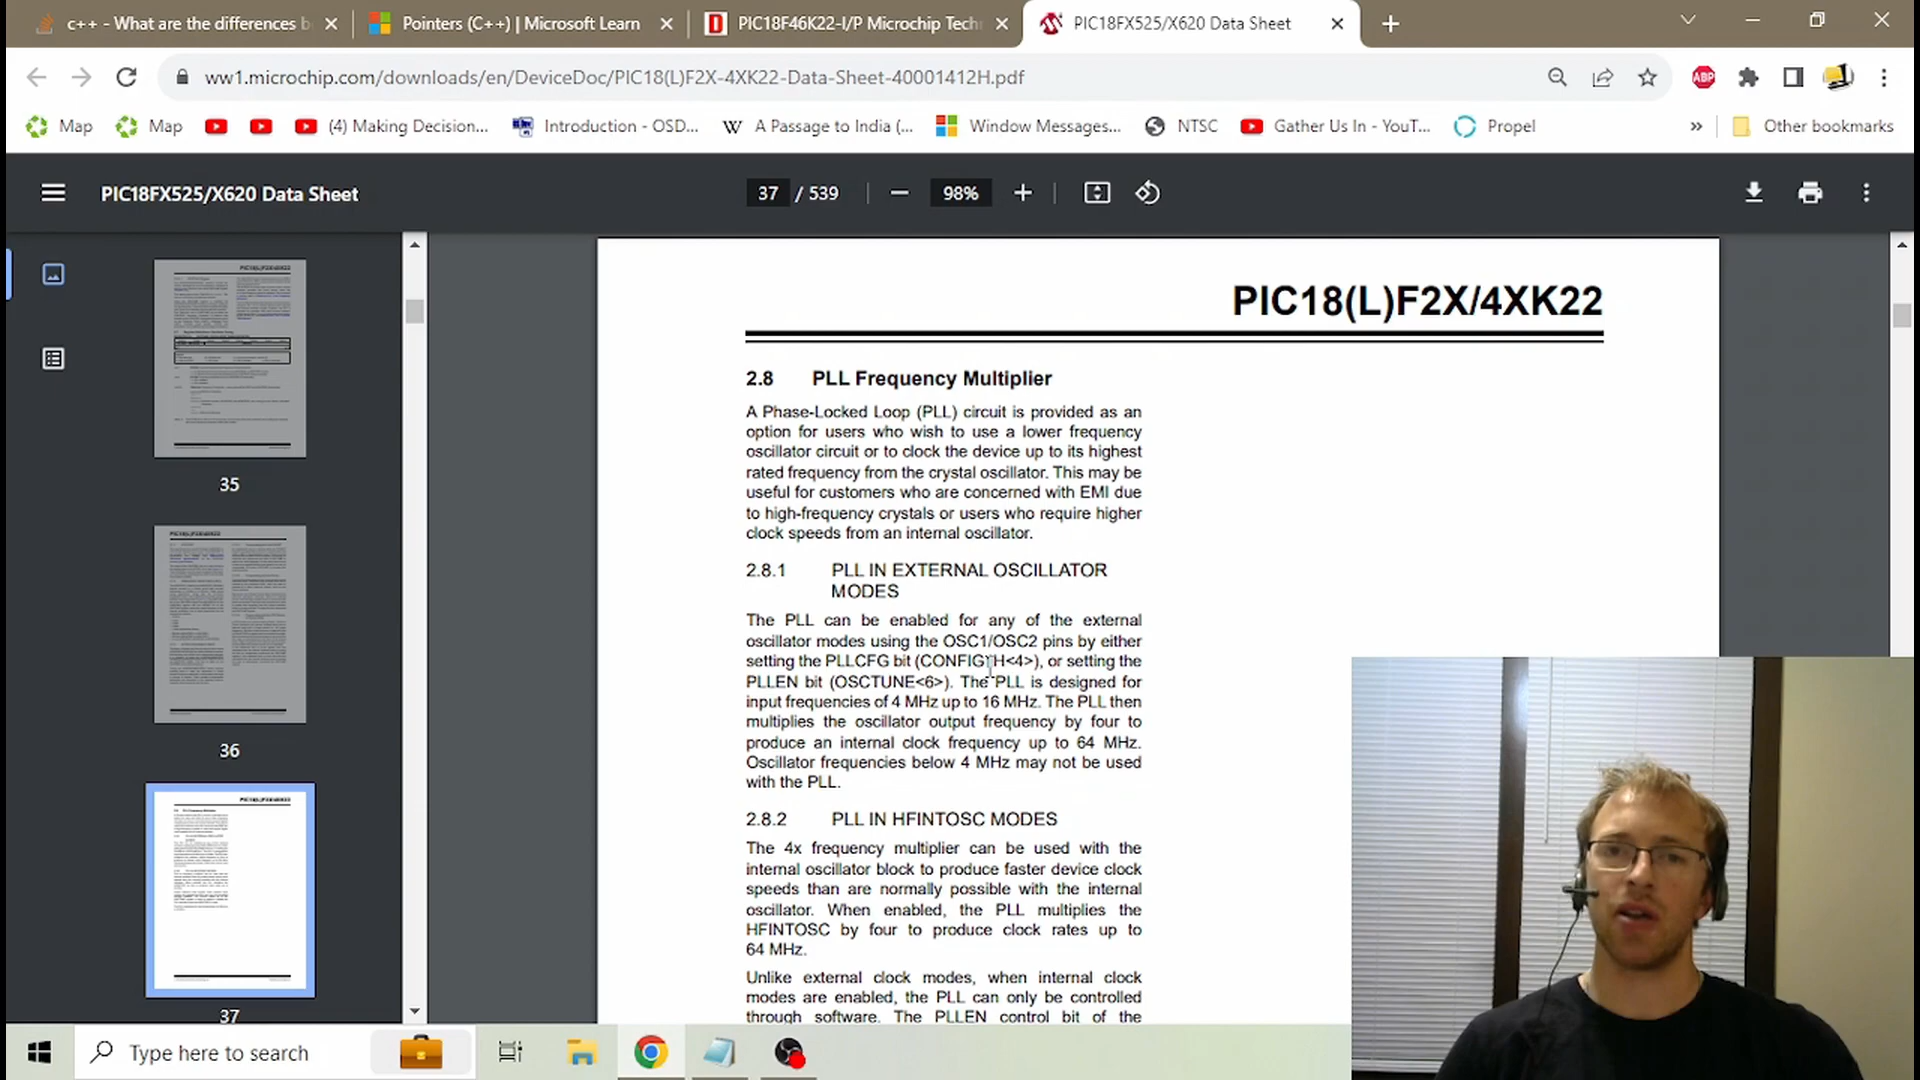 c++ - What are the differences b
Pointers (C++) | Microsoft Learn
PIC18F46K22-I/P Microchip Tech
PIC18FX525/X620 Data Sheet
ww1.microchip.com/downloads/en/DeviceDoc/PIC18(L)F2X-4XK22-Data-Sheet-40001412H.pdf
ABP
Map
Map
(4) Making Decision...
Introduction - OSD...
W
A Passage to India (...
Window Messages...
NTSC
Gather Us In - YouT...
Propel
»
Other bookmarks
PIC18FX525/X620 Data Sheet
37 / 539
98%
35
36
37
PIC18(L)F2X/4XK22
2.8 PLL Frequency Multiplier
A Phase-Locked Loop (PLL) circuit is provided as an
option for users who wish to use a lower frequency
oscillator circuit or to clock the device up to its highest
rated frequency from the crystal oscillator. This may be
useful for customers who are concerned with EMI due
to high-frequency crystals or users who require higher
clock speeds from an internal oscillator.
2.8.1 PLL IN EXTERNAL OSCILLATOR
MODES
The PLL can be enabled for any of the external
oscillator modes using the OSC1/OSC2 pins by either
setting the PLLCFG bit (CONFIG1H<4>), or setting the
PLLEN bit (OSCTUNE<6>). The PLL is designed for
input frequencies of 4 MHz up to 16 MHz. The PLL then
multiplies the oscillator output frequency by four to
produce an internal clock frequency up to 64 MHz.
Oscillator frequencies below 4 MHz may not be used
with the PLL.
2.8.2 PLL IN HFINTOSC MODES
The 4x frequency multiplier can be used with the
internal oscillator block to produce faster device clock
speeds than are normally possible with the internal
oscillator. When enabled, the PLL multiplies the
HFINTOSC by four to produce clock rates up to
64 MHz.
Unlike external clock modes, when internal clock
modes are enabled, the PLL can only be controlled
through software. The PLLEN control bit of the
Type here to search